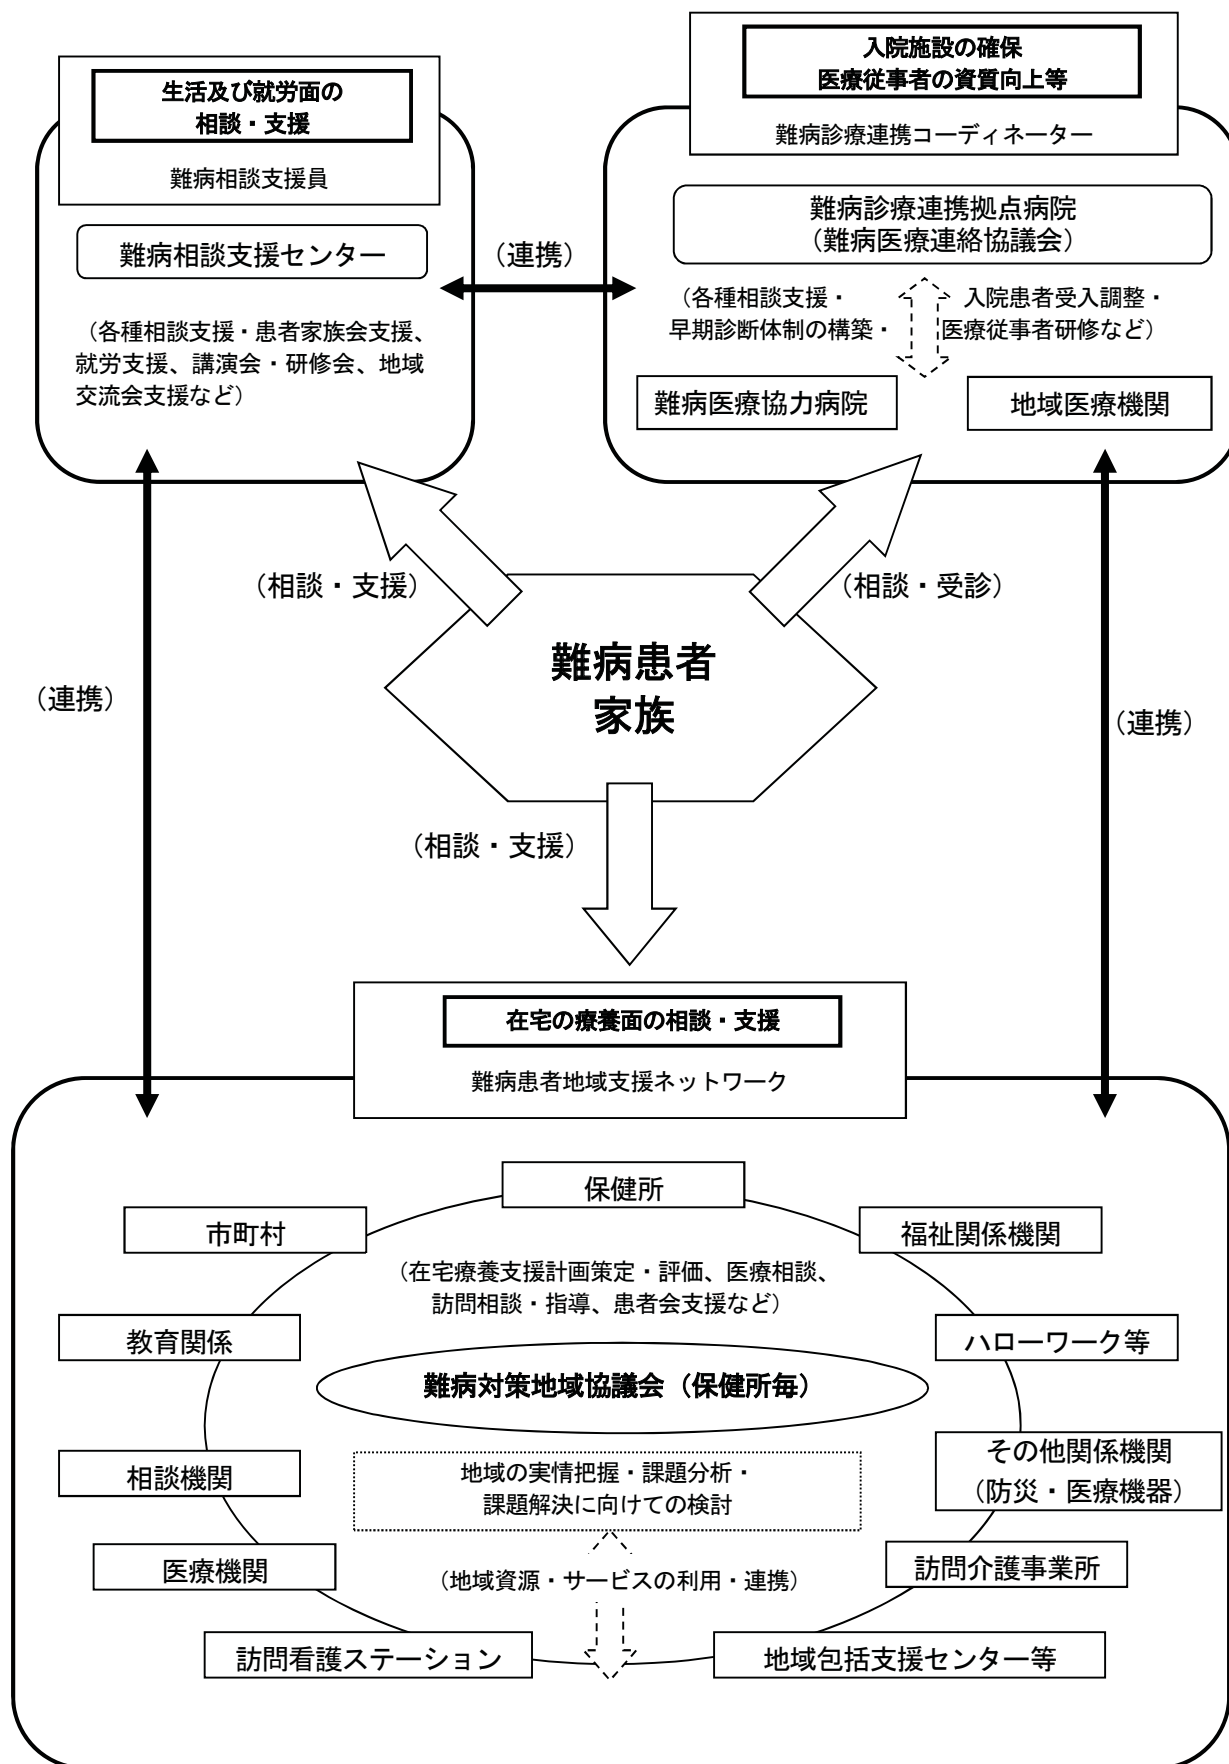 生活及び就労面の
相談・支援
難病相談支援員
難病相談支援センター
（各種相談支援・患者家族会支援、
就労支援、講演会・研修会、地域
交流会支援など）
（連携）
入院施設の確保
医療従事者の資質向上等
難病診療連携コーディネーター
難病診療連携拠点病院
（難病医療連絡協議会）
（各種相談支援・ 入院患者受入調整・
早期診断体制の構築・ 医療従事者研修など）
難病医療協力病院
地域医療機関
（相談・支援）
（相談・受診）
難病患者
家族
（連携）
（連携）
（相談・支援）
在宅の療養面の相談・支援
難病患者地域支援ネットワーク
保健所
市町村
福祉関係機関
（在宅療養支援計画策定・評価、医療相談、
訪問相談・指導、患者会支援など）
教育関係
ハローワーク等
難病対策地域協議会（保健所毎）
相談機関
その他関係機関
（防災・医療機器）
地域の実情把握・課題分析・
課題解決に向けての検討
医療機関
訪問介護事業所
（地域資源・サービスの利用・連携）
訪問看護ステーション
地域包括支援センター等